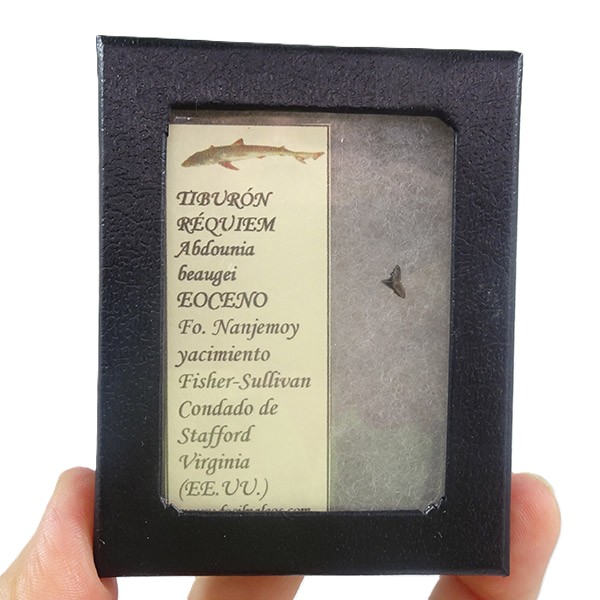 TIBURÓN
RÉQUIEM
Abdounia
beaugei
EOCENO
Fo. Nanjemoy
yacimiento
Fisher-Sullivan
Condado de
Stafford
Virginia
(EE.UU.)